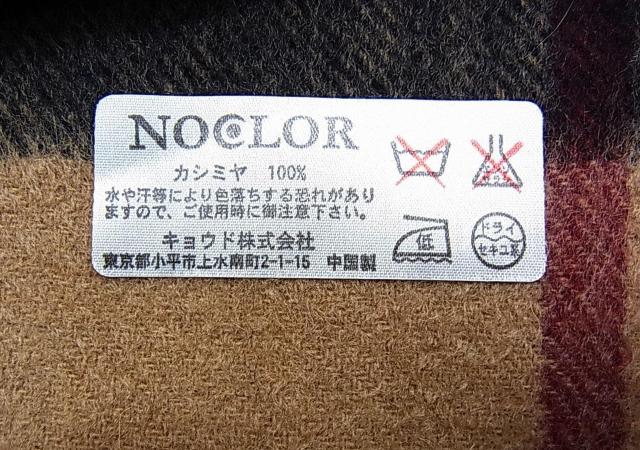 NOCLOR
カシミヤ 100%
水や汗等により色落ちする恐れがあり
ますので、ご使用時に御注意下さい。
キョウド株式会社
東京都小平市上水南町2-1-15 中国製
低
ドライ
セキユ系